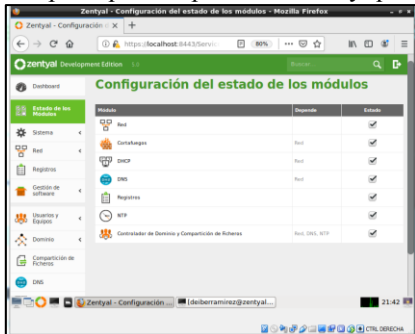 Zentyal - Configuración del estado de los módulos - Mozilla Firefox
Zentyal - Configuración d
https://localhost:8443/Servic
80%
zentyal Development Edition
Buscar...
Configuración del estado de los módulos
Dashboard
Estado de los Módulos
Sistema
Red
Registros
Gestión de software
Usuarios y Equipos
Dominio
Compartición de Ficheros
DNS
Módulo Depende Estado
Red
Cortafuegos Red
DHCP Red
DNS Red
Registros
NTP
Controlador de Dominio y Compartición de Ficheros Red, DNS, NTP
Zentyal - Configuración ...
[deiberramirez@zentyal...
21:42
CTRL DERECHA